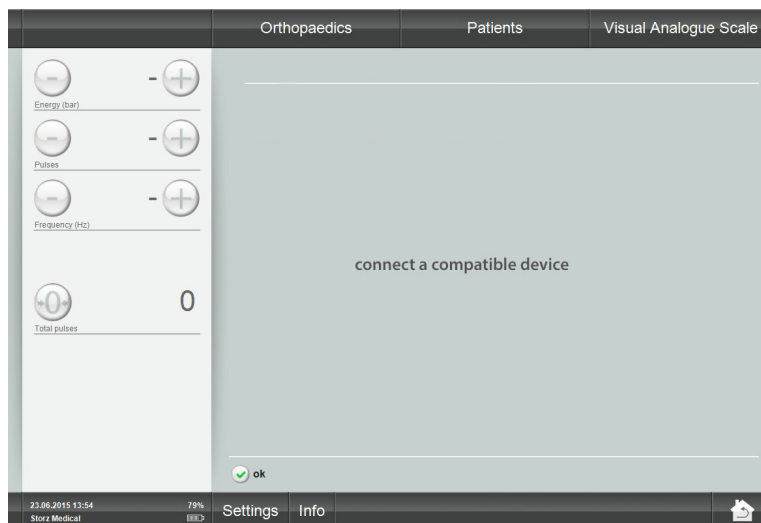 Orthopaedics Patients Visual Analogue Scale
- - +
Energy (bar)
- - +
Pulses
- - +
Frequency (Hz)
connect a compatible device
0 0
Total pulses
ok
23.06.2015 13:54 79%
Storz Medical
Settings Info